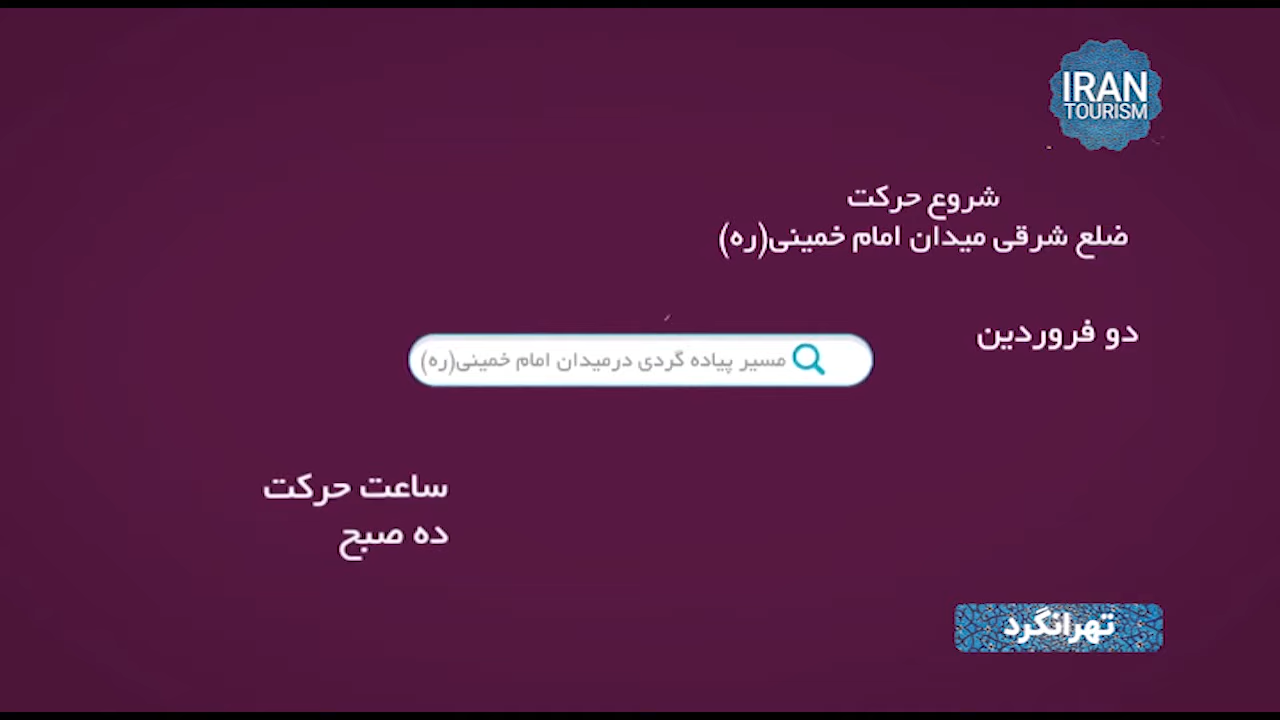 IRAN
TOURISM
شروع حرکت
ضلع شرقی میدان امام خمینی(ره)
دو فروردین
مسیر پیاده گردی درمیدان امام خمینی(ره)
ساعت حرکت
ده صبح
تهرانگرد